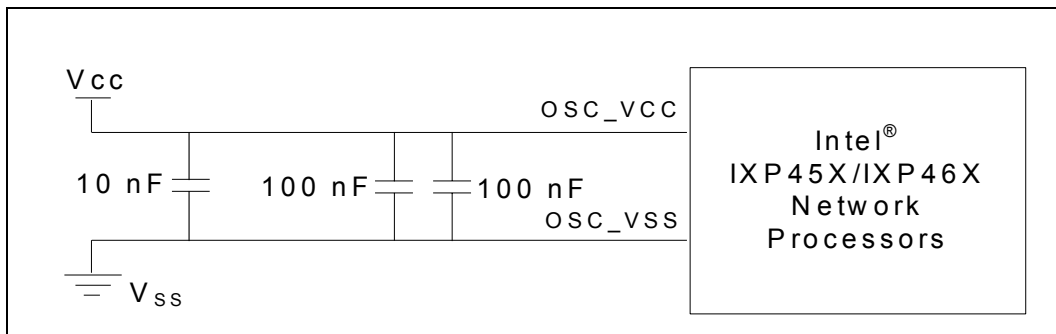 Vcc
OSC_VCC
10 nF
100 nF
100 nF
OSC_VSS
VSS
Intel®
IXP45X/IXP46X
Network
Processors